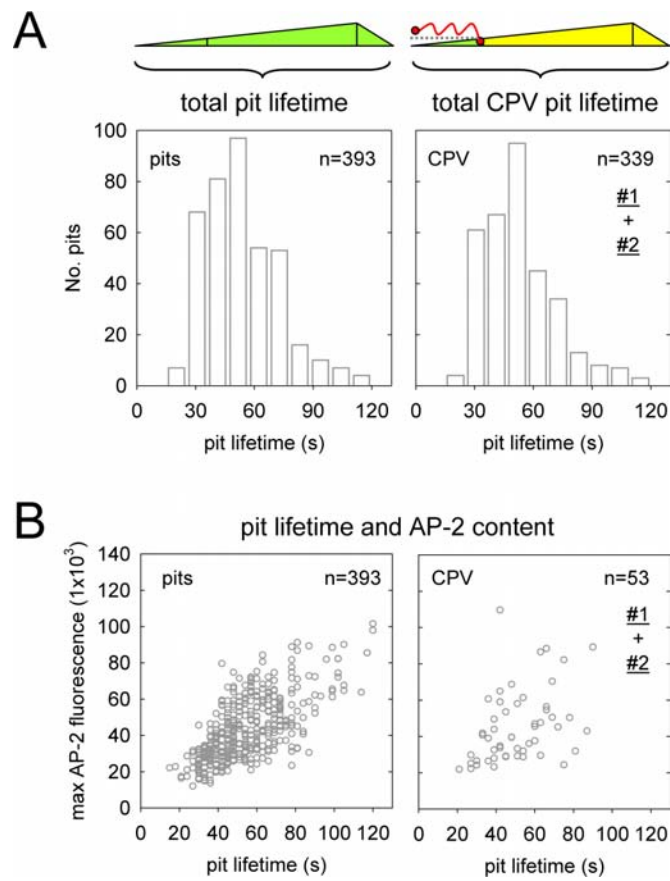 A
total pit lifetime
total CPV pit lifetime
100
80
60
40
20
0
No. pits
pits
n=393
0 30 60 90 120
pit lifetime (s)
CPV
n=339
#1
+
#2
0 30 60 90 120
pit lifetime (s)
B
pit lifetime and AP-2 content
max AP-2 fluorescence (1x10³)
140
120
100
80
60
40
20
0
pits
n=393
0 20 40 60 80 100 120
pit lifetime (s)
CPV
n=53
#1
+
#2
0 20 40 60 80 100 120
pit lifetime (s)